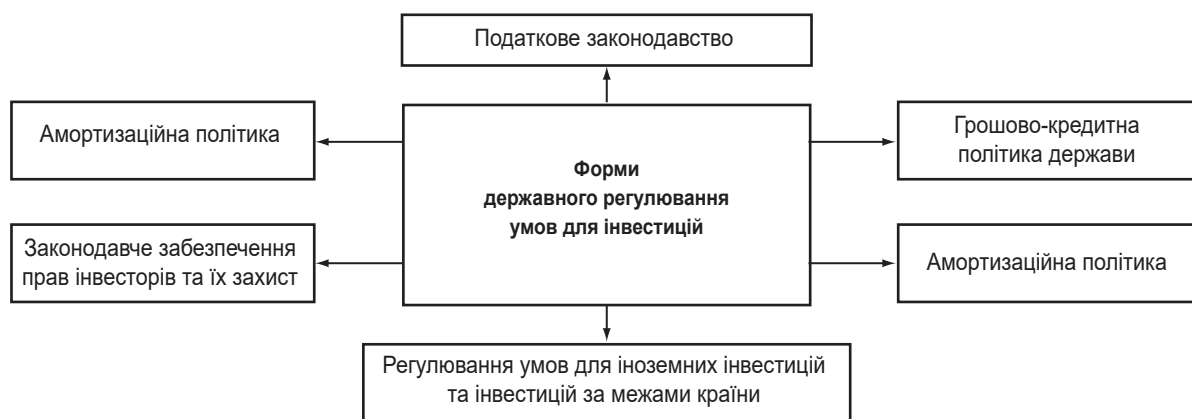 Податкове законодавство
Амортизаційна політика
Грошово-кредитна
політика держави
Форми
державного регулювання
умов для інвестицій
Законодавче забезпечення
прав інвесторів та їх захист
Амортизаційна політика
Регулювання умов для іноземних інвестицій
та інвестицій за межами країни